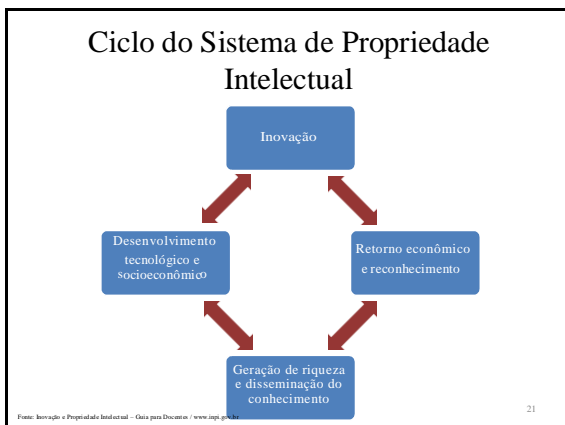 Ciclo do Sistema de Propriedade
Intelectual
Inovação
Desenvolvimento
tecnológico e
socioeconômico
Retorno econômico
e reconhecimento
Geração de riqueza
e disseminação do
conhecimento
Fonte: Inovação e Propriedade Intelectual – Guia para Docentes / www.inpi.gov.br
21